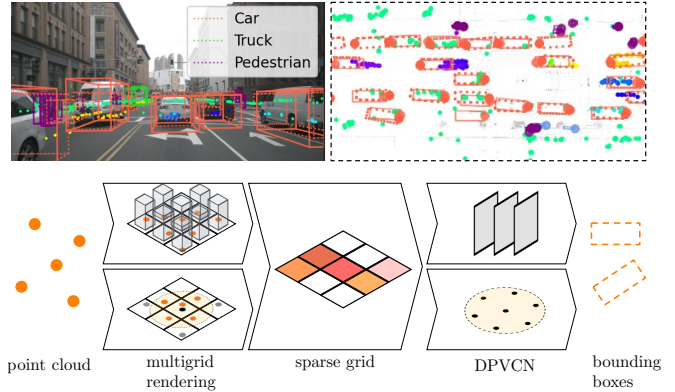 Car
Truck
Pedestrian
point cloud
multigrid
rendering
sparse grid
DPVCN
bounding
boxes